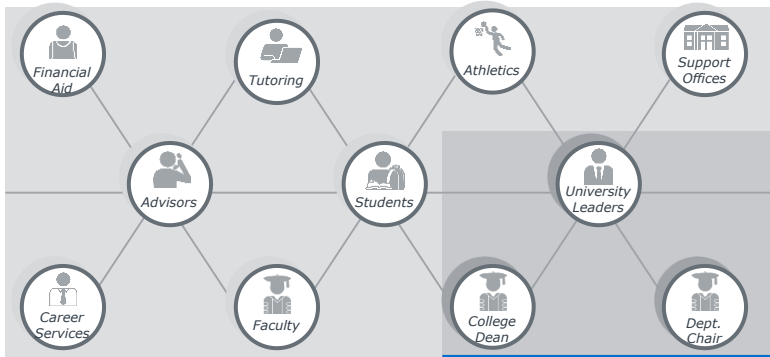 Financial
Aid
Tutoring
Athletics
Support
Offices
Advisors
Students
University
Leaders
Career
Services
Faculty
College
Dean
Dept.
Chair